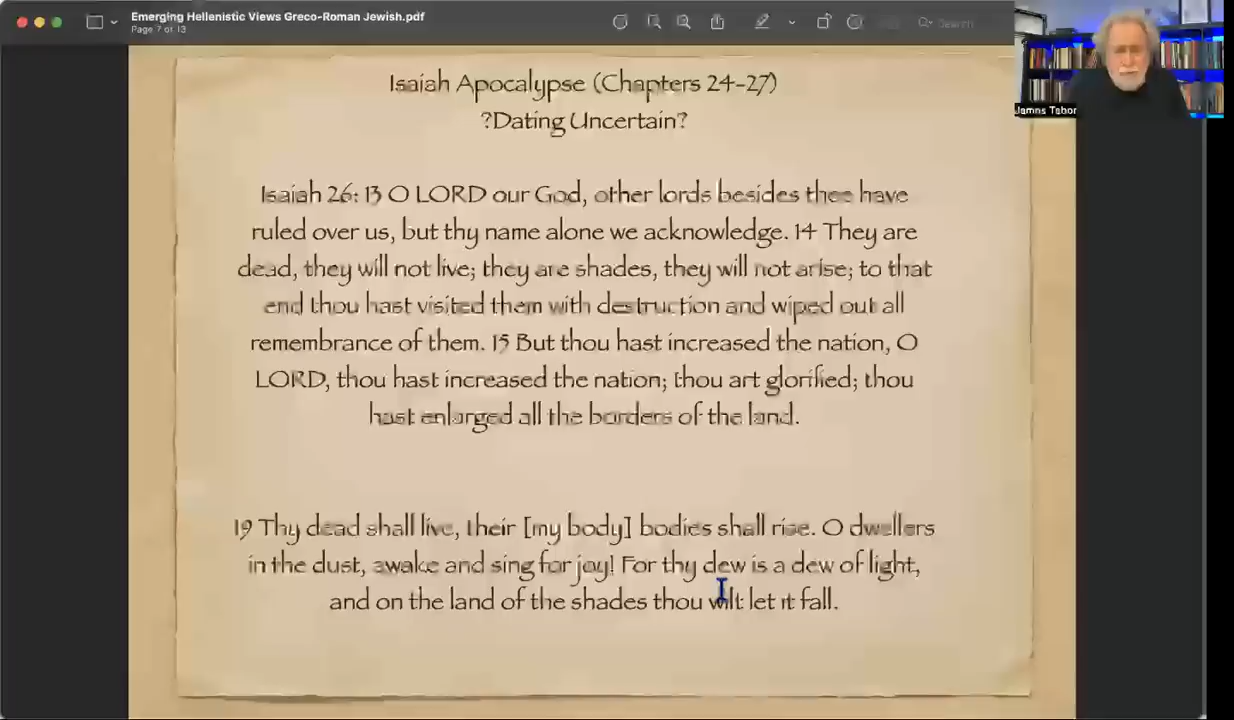 Emerging Hellenistic Views Greco-Roman Jewish.pdf
Page 7 of 13
Search
James Tabor
Isaiah Apocalypse (Chapters 24-27)
?Dating Uncertain?
Isaiah 26: 13 O LORD our God, other lords besides thee have
ruled over us, but thy name alone we acknowledge. 14 They are
dead, they will not live; they are shades, they will not arise; to that
end thou hast visited them with destruction and wiped out all
remembrance of them. 15 But thou hast increased the nation, O
LORD, thou hast increased the nation; thou art glorified; thou
hast enlarged all the borders of the land.
19 Thy dead shall live, their [my body] bodies shall rise. O dwellers
in the dust, awake and sing for joy! For thy dew is a dew of light,
and on the land of the shades thou wilt let it fall.